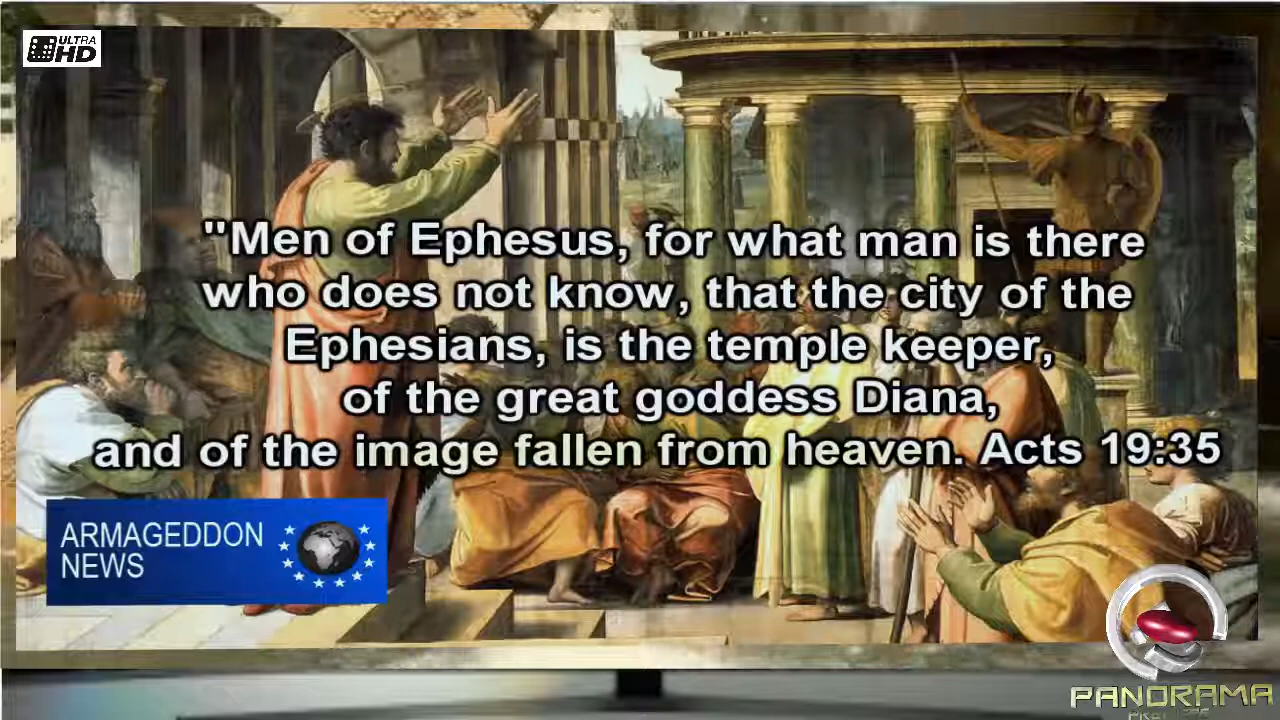 ULTRA
HD
"Men of Ephesus, for what man is there
who does not know, that the city of the
Ephesians, is the temple keeper,
of the great goddess Diana,
and of the image fallen from heaven. Acts 19:35
ARMAGEDDON
NEWS
PANORAMA